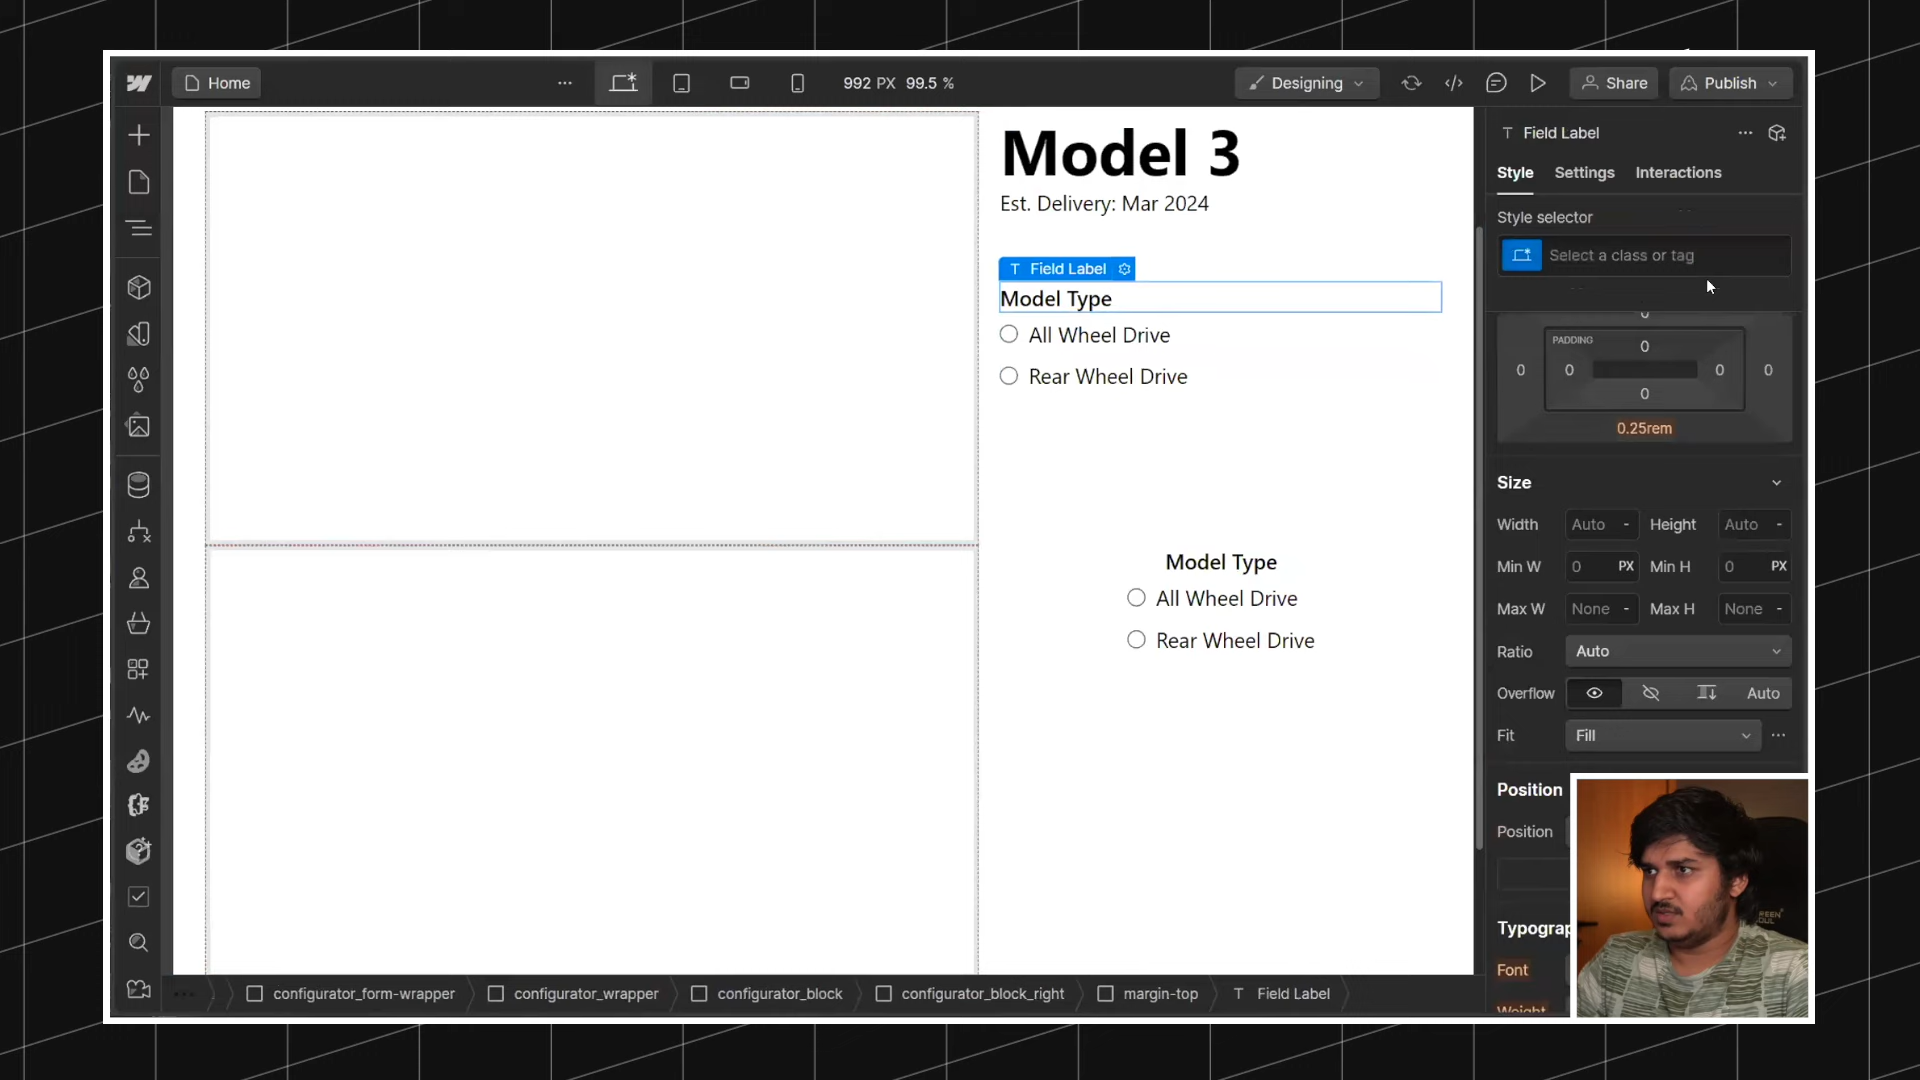 Home
992 PX 99.5 %
Designing
Share
Publish
Model 3
Est. Delivery: Mar 2024
Field Label
Model Type
All Wheel Drive
Rear Wheel Drive
Model Type
All Wheel Drive
Rear Wheel Drive
Field Label
Style Settings Interactions
Style selector
Select a class or tag
0
PADDING
0
0 0 0 0
0
0.25rem
Size
Width Auto - Height Auto -
Min W 0 PX Min H 0 PX
Max W None - Max H None -
Ratio Auto
Overflow Auto
Fit Fill
Position
Position
Typograp
Font
Weight
configurator_form-wrapper configurator_wrapper configurator_block configurator_block_right margin-top Field Label